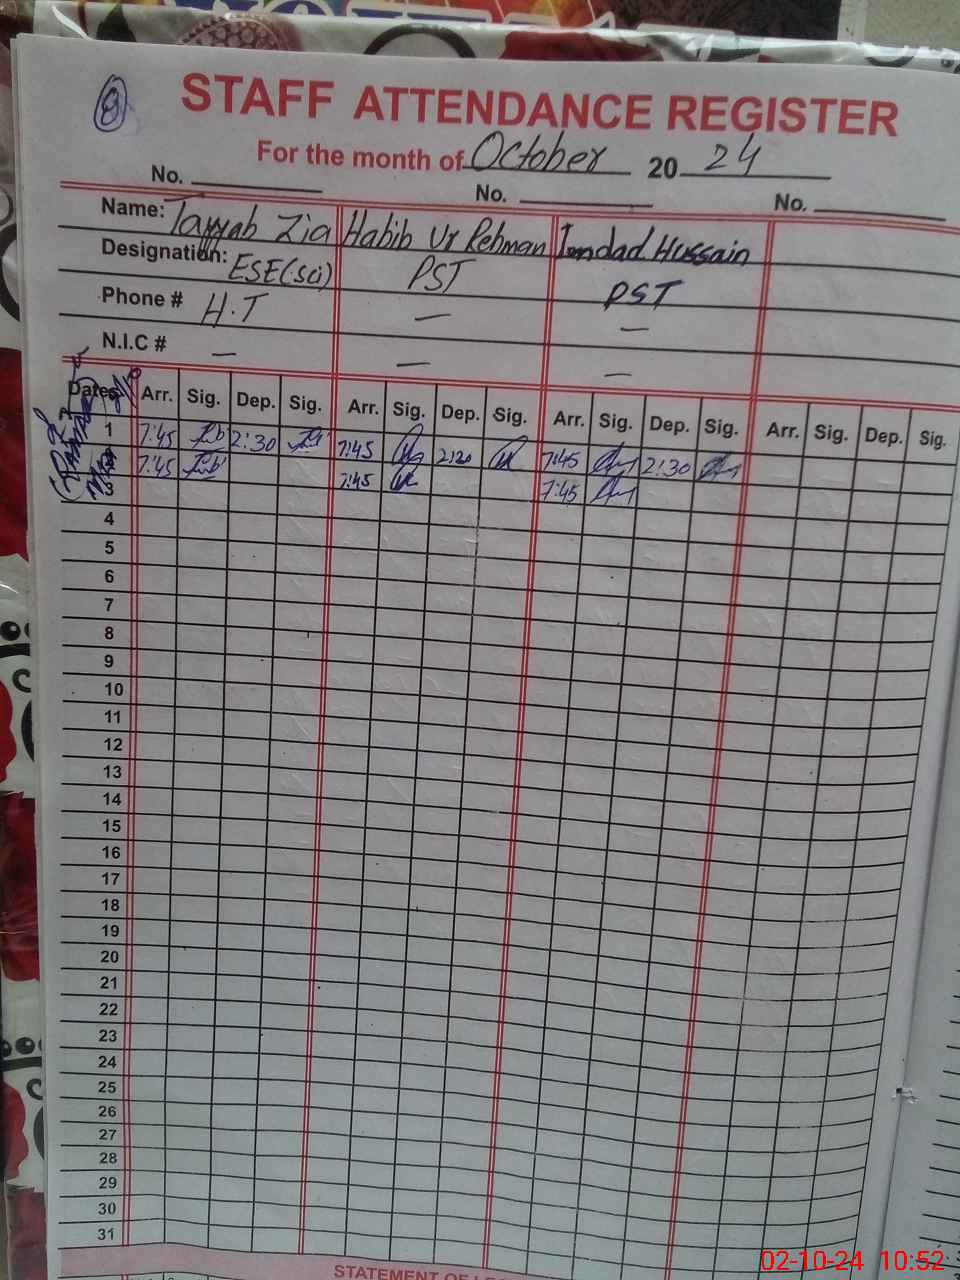 8
STAFF ATTENDANCE REGISTER
For the month of October 2024
No. No. No.
Name: Tayyab Zia Habib Ur Rehman Imdad Hussain
Designation: ESE(sci) PST PST
Phone # H.T — —
N.I.C # — — —
Dates Arr. Sig. Dep. Sig. Arr. Sig. Dep. Sig. Arr. Sig. Dep. Sig. Arr. Sig. Dep. Sig.
1 7:45 2:30 7:45 2:20 7:45 2:30
7:45 7:45 7:45
3
4
5
6
7
8
9
10
11
12
13
14
15
16
17
18
19
20
21
22
23
24
25
26
27
28
29
30
31
STATEMENT OF
02-10-24 10:52